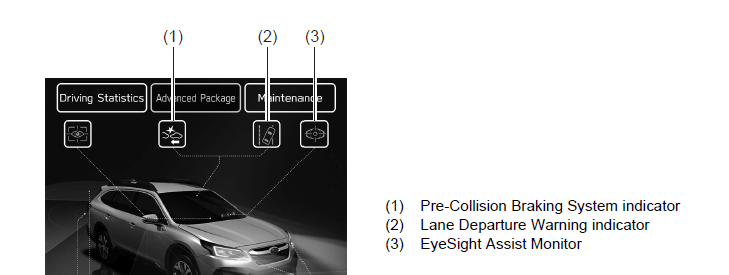 (1) (2) (3)
Driving Statistics Advanced Package Maintenance
(1) Pre-Collision Braking System indicator
(2) Lane Departure Warning indicator
(3) EyeSight Assist Monitor